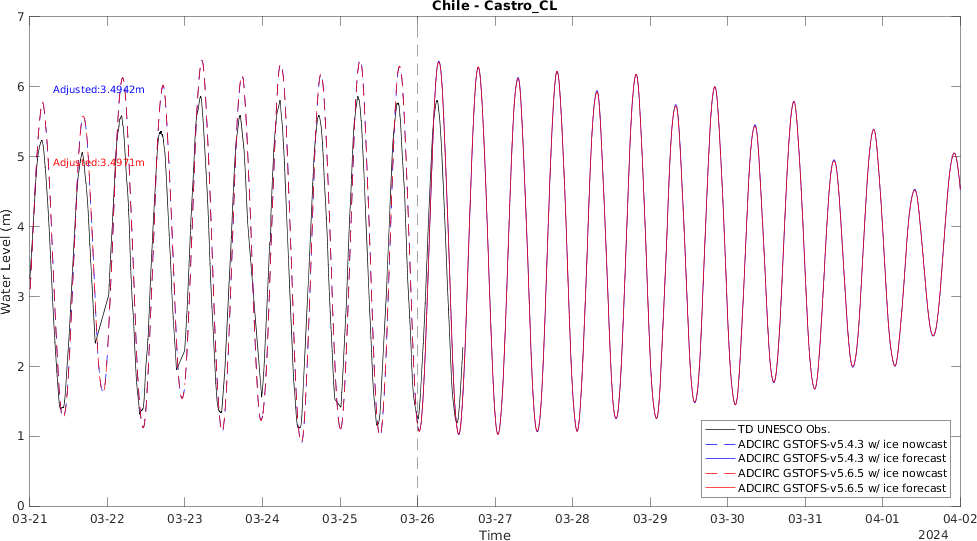 Chile - Castro_CL
7
6
5
4
3
2
1
0
Water Level (m)
Adjusted:3.4942m
Adjusted:3.4971m
TD UNESCO Obs.
ADCIRC GSTOFS-v5.4.3 w/ ice nowcast
ADCIRC GSTOFS-v5.4.3 w/ ice forecast
ADCIRC GSTOFS-v5.6.5 w/ ice nowcast
ADCIRC GSTOFS-v5.6.5 w/ ice forecast
03-21 03-22 03-23 03-24 03-25 03-26 03-27 03-28 03-29 03-30 03-31 04-01 04-02
Time
2024